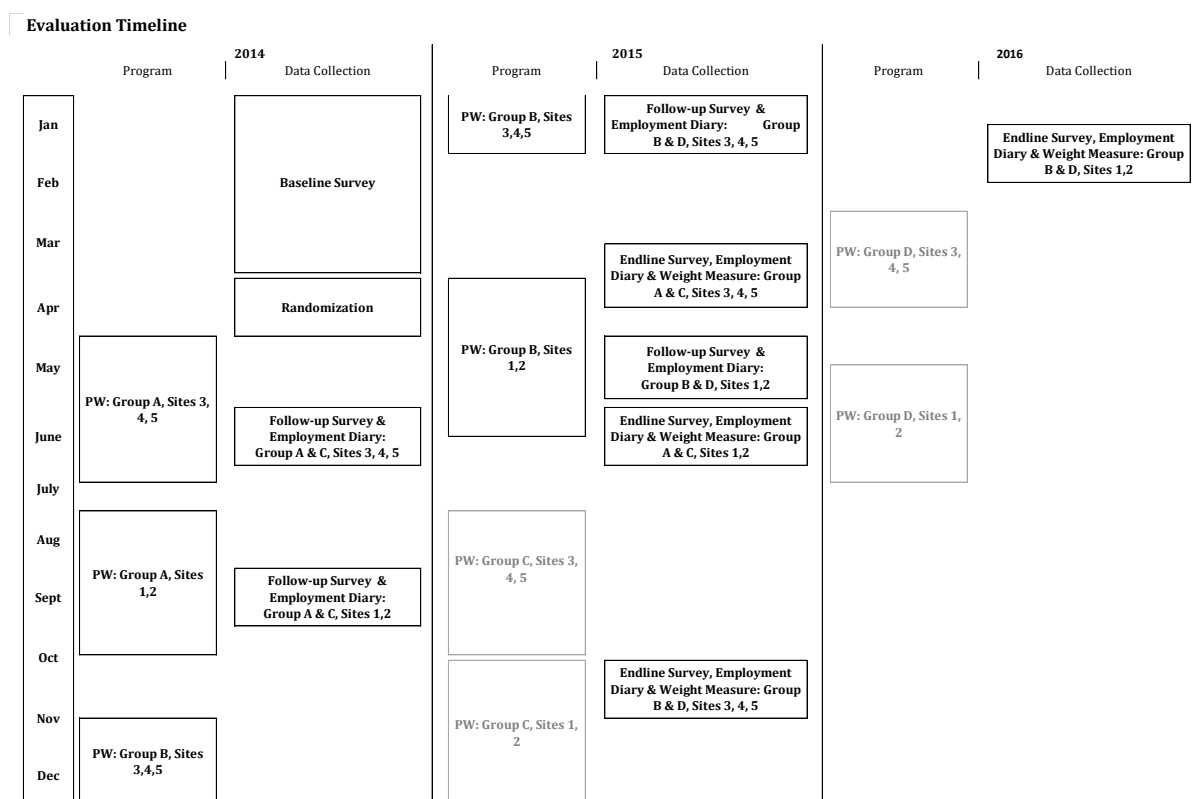 Evaluation Timeline
2014
2015
2016
Program
Data Collection
Program
Data Collection
Program
Data Collection
Jan
Feb
Mar
Apr
May
June
July
Aug
Sept
Oct
Nov
Dec
PW: Group A, Sites 3,
4, 5
PW: Group A, Sites
1,2
PW: Group B, Sites
3,4,5
Baseline Survey
Randomization
Follow-up Survey &
Employment Diary:
Group A & C, Sites 3, 4, 5
Follow-up Survey &
Employment Diary:
Group A & C, Sites 1,2
PW: Group B, Sites
3,4,5
PW: Group B, Sites
1,2
PW: Group C, Sites 3,
4, 5
PW: Group C, Sites 1,
2
Follow-up Survey &
Employment Diary: Group
B & D, Sites 3, 4, 5
Endline Survey, Employment
Diary & Weight Measure: Group
A & C, Sites 3, 4, 5
Follow-up Survey &
Employment Diary:
Group B & D, Sites 1,2
Endline Survey, Employment
Diary & Weight Measure: Group
A & C, Sites 1,2
Endline Survey, Employment
Diary & Weight Measure: Group
B & D, Sites 3, 4, 5
PW: Group D, Sites 3,
4, 5
PW: Group D, Sites 1,
2
Endline Survey, Employment
Diary & Weight Measure: Group
B & D, Sites 1,2